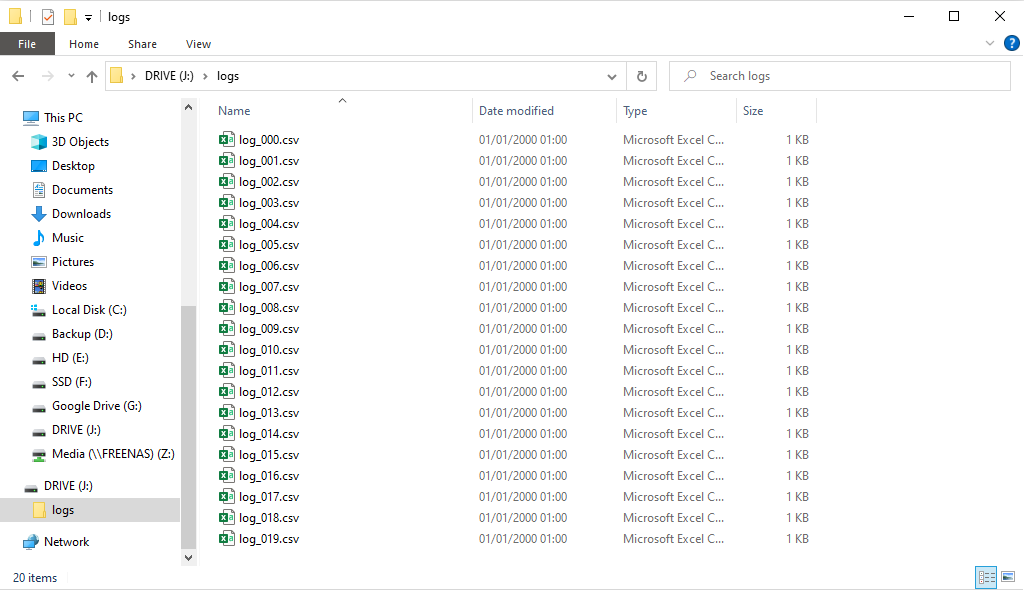 logs
File Home Share View
DRIVE (J:) logs Search logs
Name Date modified Type Size
This PC
3D Objects
Desktop
Documents
Downloads
Music
Pictures
Videos
Local Disk (C:)
Backup (D:)
HD (E:)
SSD (F:)
Google Drive (G:)
DRIVE (J:)
Media (\\FREENAS) (Z:)
DRIVE (J:)
logs
Network
log_000.csv 01/01/2000 01:00 Microsoft Excel C... 1 KB
log_001.csv 01/01/2000 01:00 Microsoft Excel C... 1 KB
log_002.csv 01/01/2000 01:00 Microsoft Excel C... 1 KB
log_003.csv 01/01/2000 01:00 Microsoft Excel C... 1 KB
log_004.csv 01/01/2000 01:00 Microsoft Excel C... 1 KB
log_005.csv 01/01/2000 01:00 Microsoft Excel C... 1 KB
log_006.csv 01/01/2000 01:00 Microsoft Excel C... 1 KB
log_007.csv 01/01/2000 01:00 Microsoft Excel C... 1 KB
log_008.csv 01/01/2000 01:00 Microsoft Excel C... 1 KB
log_009.csv 01/01/2000 01:00 Microsoft Excel C... 1 KB
log_010.csv 01/01/2000 01:00 Microsoft Excel C... 1 KB
log_011.csv 01/01/2000 01:00 Microsoft Excel C... 1 KB
log_012.csv 01/01/2000 01:00 Microsoft Excel C... 1 KB
log_013.csv 01/01/2000 01:00 Microsoft Excel C... 1 KB
log_014.csv 01/01/2000 01:00 Microsoft Excel C... 1 KB
log_015.csv 01/01/2000 01:00 Microsoft Excel C... 1 KB
log_016.csv 01/01/2000 01:00 Microsoft Excel C... 1 KB
log_017.csv 01/01/2000 01:00 Microsoft Excel C... 1 KB
log_018.csv 01/01/2000 01:00 Microsoft Excel C... 1 KB
log_019.csv 01/01/2000 01:00 Microsoft Excel C... 1 KB
20 items